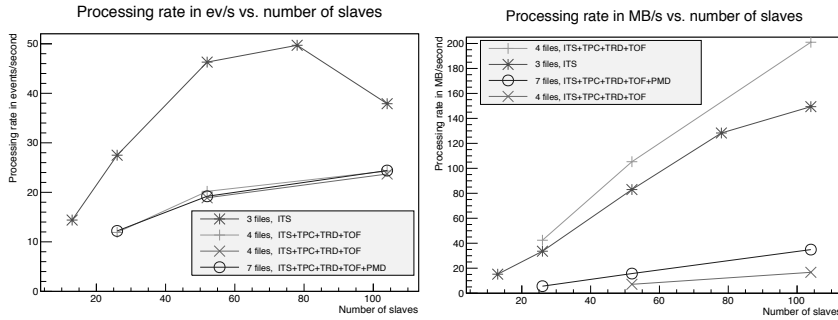 Processing rate in ev/s vs. number of slaves
Processing rate in events/second
50
40
30
20
10
0
3 files, ITS
4 files, ITS+TPC+TRD+TOF
4 files, ITS+TPC+TRD+TOF
7 files, ITS+TPC+TRD+TOF+PMD
20 40 60 80 100
Number of slaves
Processing rate in MB/s vs. number of slaves
Processing rate in MB/second
200
180
160
140
120
100
80
60
40
20
0
4 files, ITS+TPC+TRD+TOF
3 files, ITS
7 files, ITS+TPC+TRD+TOF+PMD
4 files, ITS+TPC+TRD+TOF
20 40 60 80 100
Number of slaves